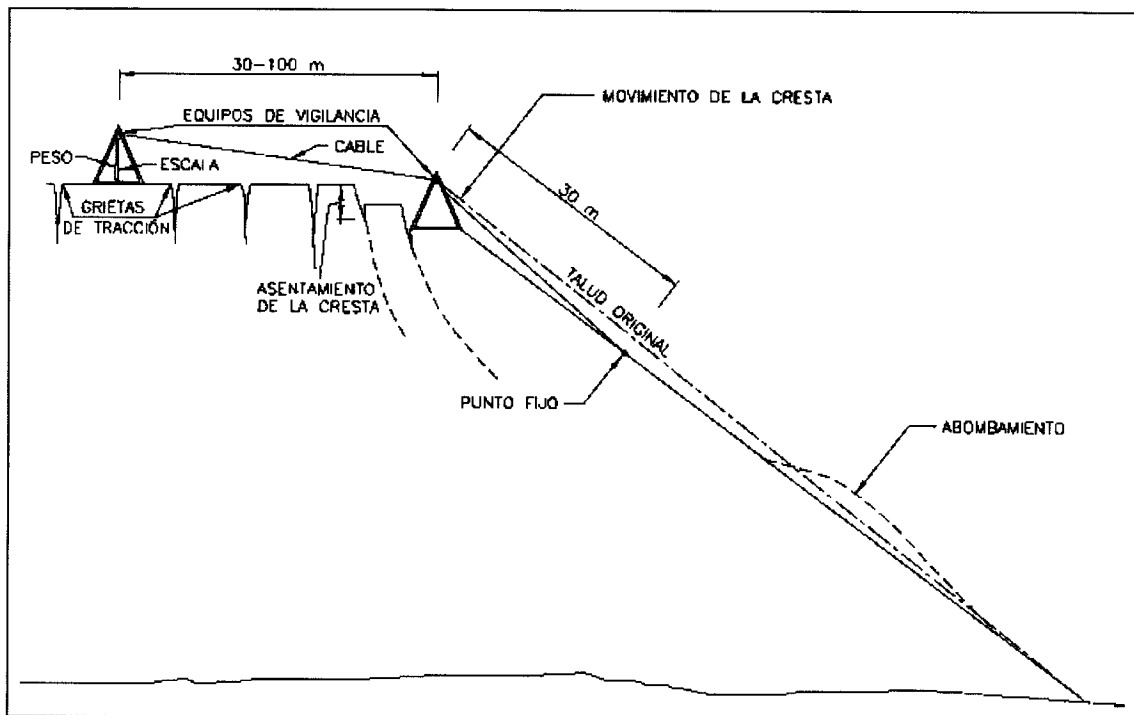 30-100 m
MOVIMIENTO DE LA CRESTA
EQUIPOS DE VIGILANCIA
CABLE
PESO
ESCALA
30 m
GRIETAS
DE TRACCIÓN
ASENTAMIENTO
DE LA CRESTA
TALUD ORIGINAL
PUNTO FIJO
ABOMBAMIENTO